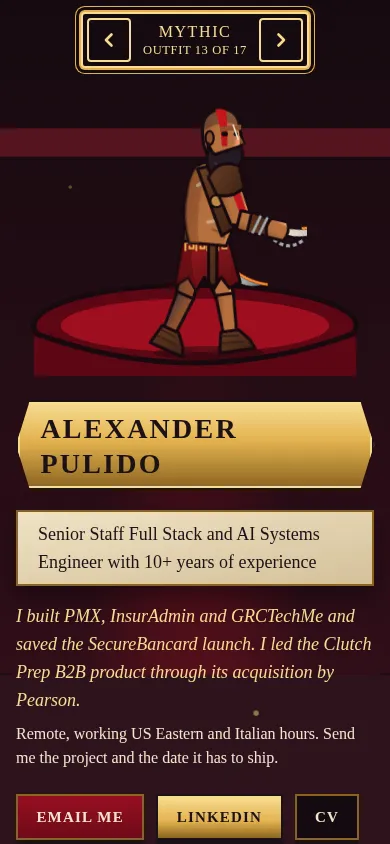 MYTHIC
OUTFIT 13 OF 17
ALEXANDER
PULIDO
Senior Staff Full Stack and AI Systems
Engineer with 10+ years of experience
I built PMX, InsurAdmin and GRCTechMe and
saved the SecureBancard launch. I led the Clutch
Prep B2B product through its acquisition by
Pearson.
Remote, working US Eastern and Italian hours. Send
me the project and the date it has to ship.
EMAIL ME LINKEDIN CV